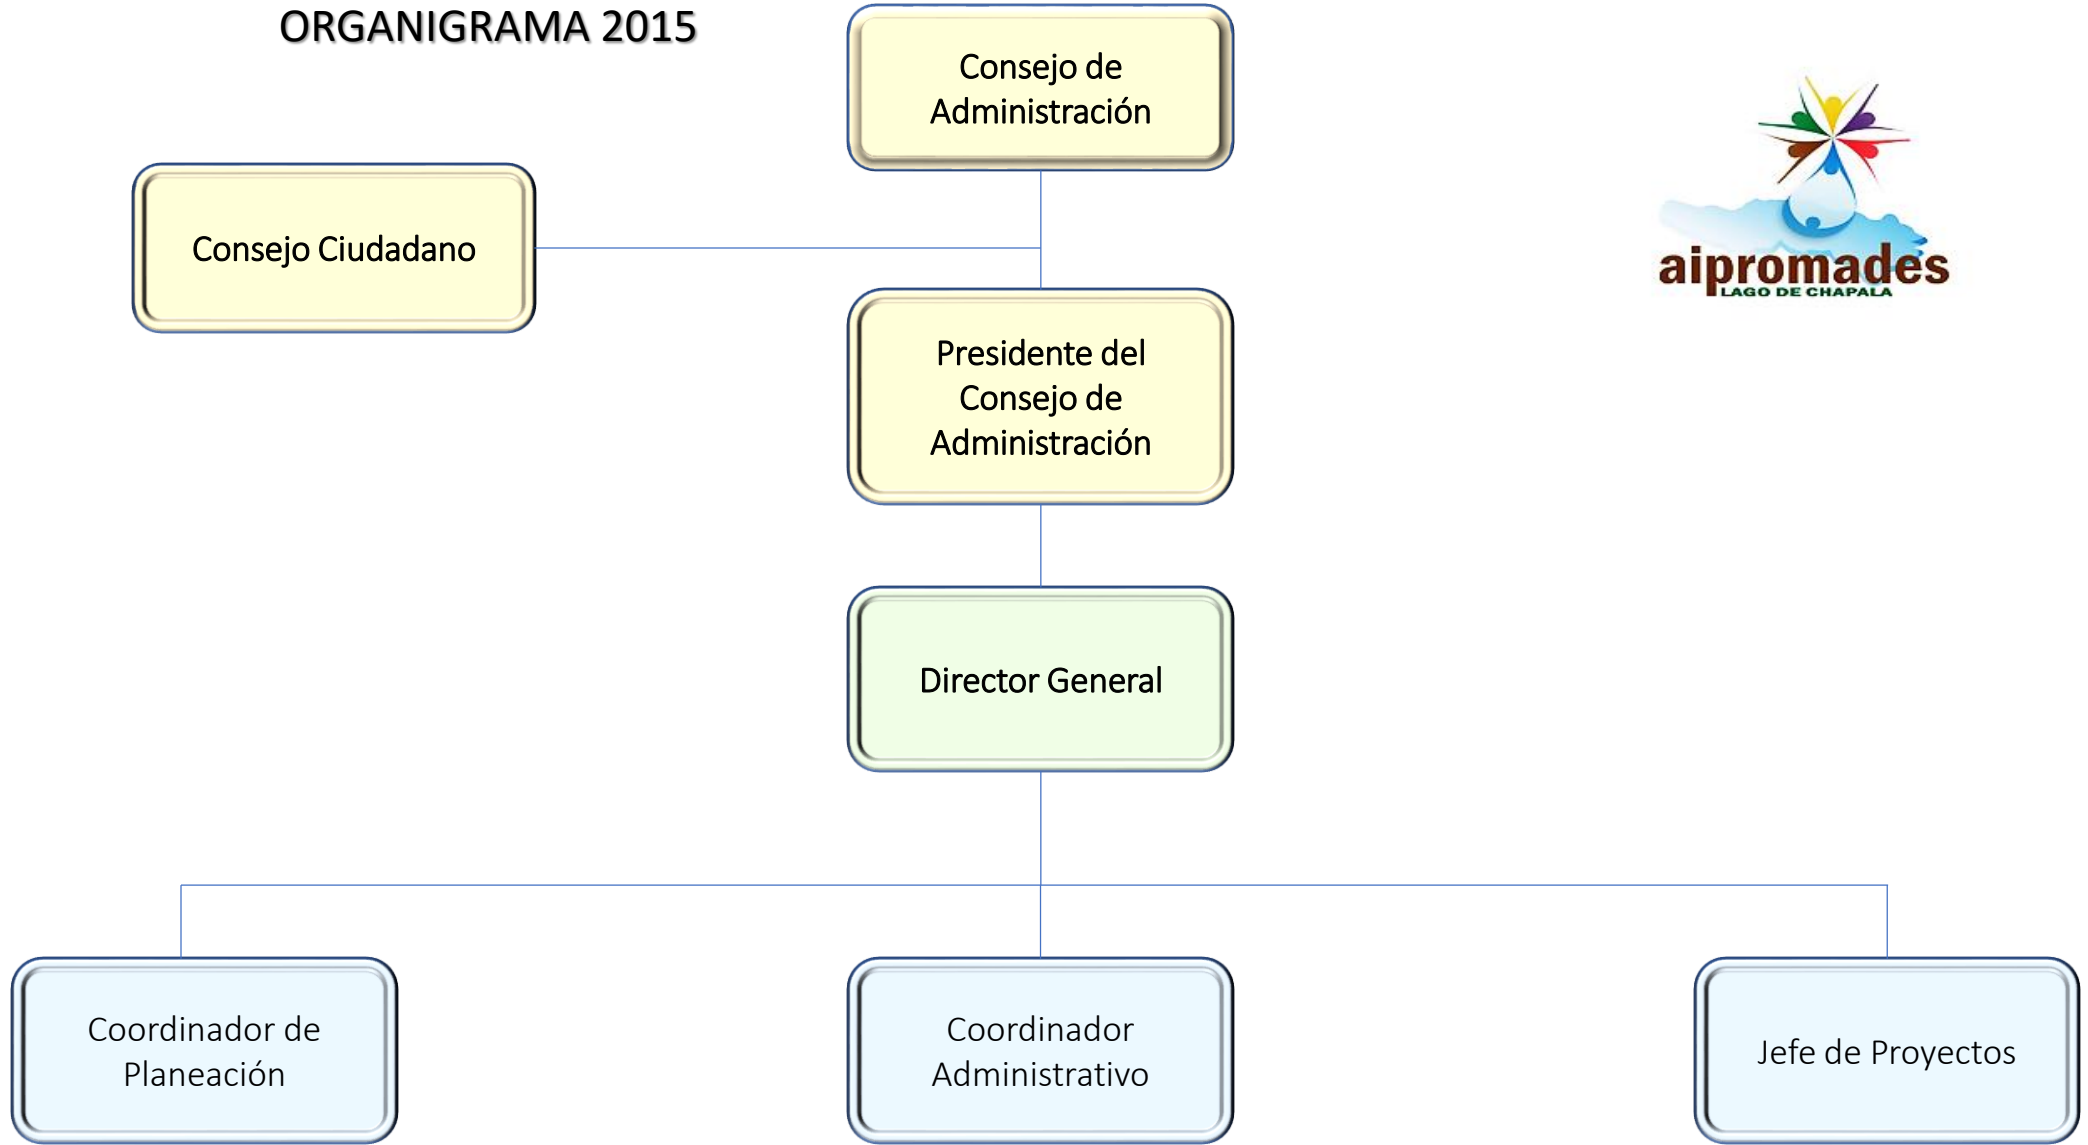 ORGANIGRAMA 2015
Consejo de
Administración
Consejo Ciudadano
aipromades
LAGO DE CHAPALA
Presidente del
Consejo de
Administración
Director General
Coordinador de
Planeación
Coordinador
Administrativo
Jefe de Proyectos